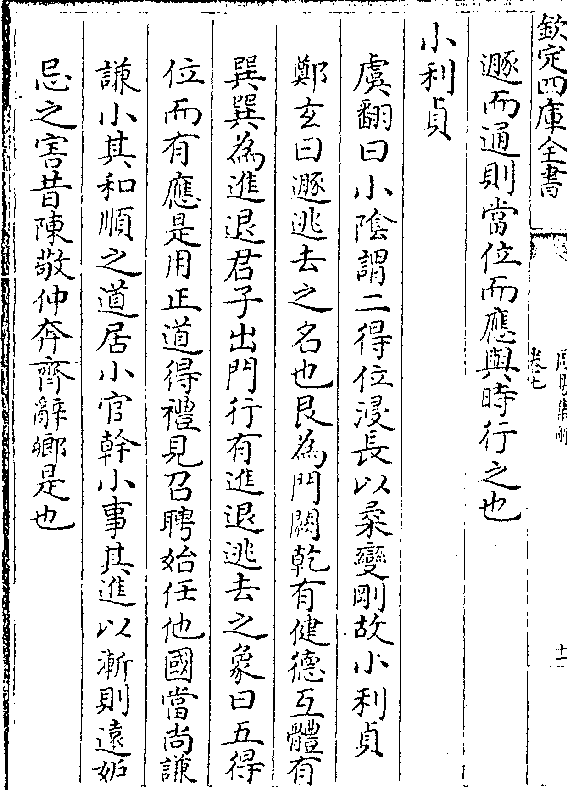 欽定四庫全書
卷七
十一
遯而通則當位而應與時行之也
小利貞
虞翻曰小陰謂二得位浸長以柔變剛故小利貞
鄭玄曰遯逃去之名也艮為門闕乾有健德互體有
巽巽為進退君子出門行有進退逃去之象曰五得
位而有應是用正道得禮見召聘始任他國當尚謙
謙小其和順之道居小官幹小事其進以漸則遠妬
忌之害昔陳敬仲奔齊辭鄉是也